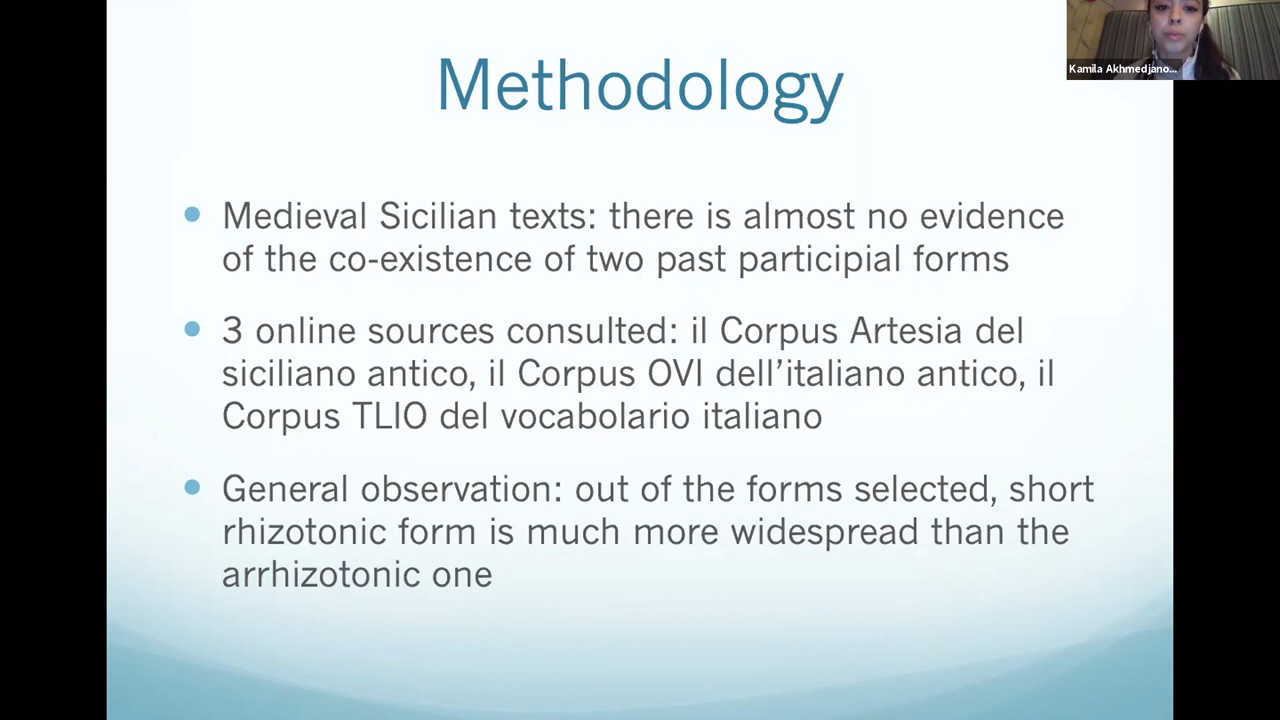 Methodology
Kamila Akhmedjano...
Medieval Sicilian texts: there is almost no evidence
of the co-existence of two past participial forms
3 online sources consulted: il Corpus Artesia del
siciliano antico, il Corpus OVI dell’italiano antico, il
Corpus TLIO del vocabolario italiano
General observation: out of the forms selected, short
rhizotonic form is much more widespread than the
arrhizotonic one